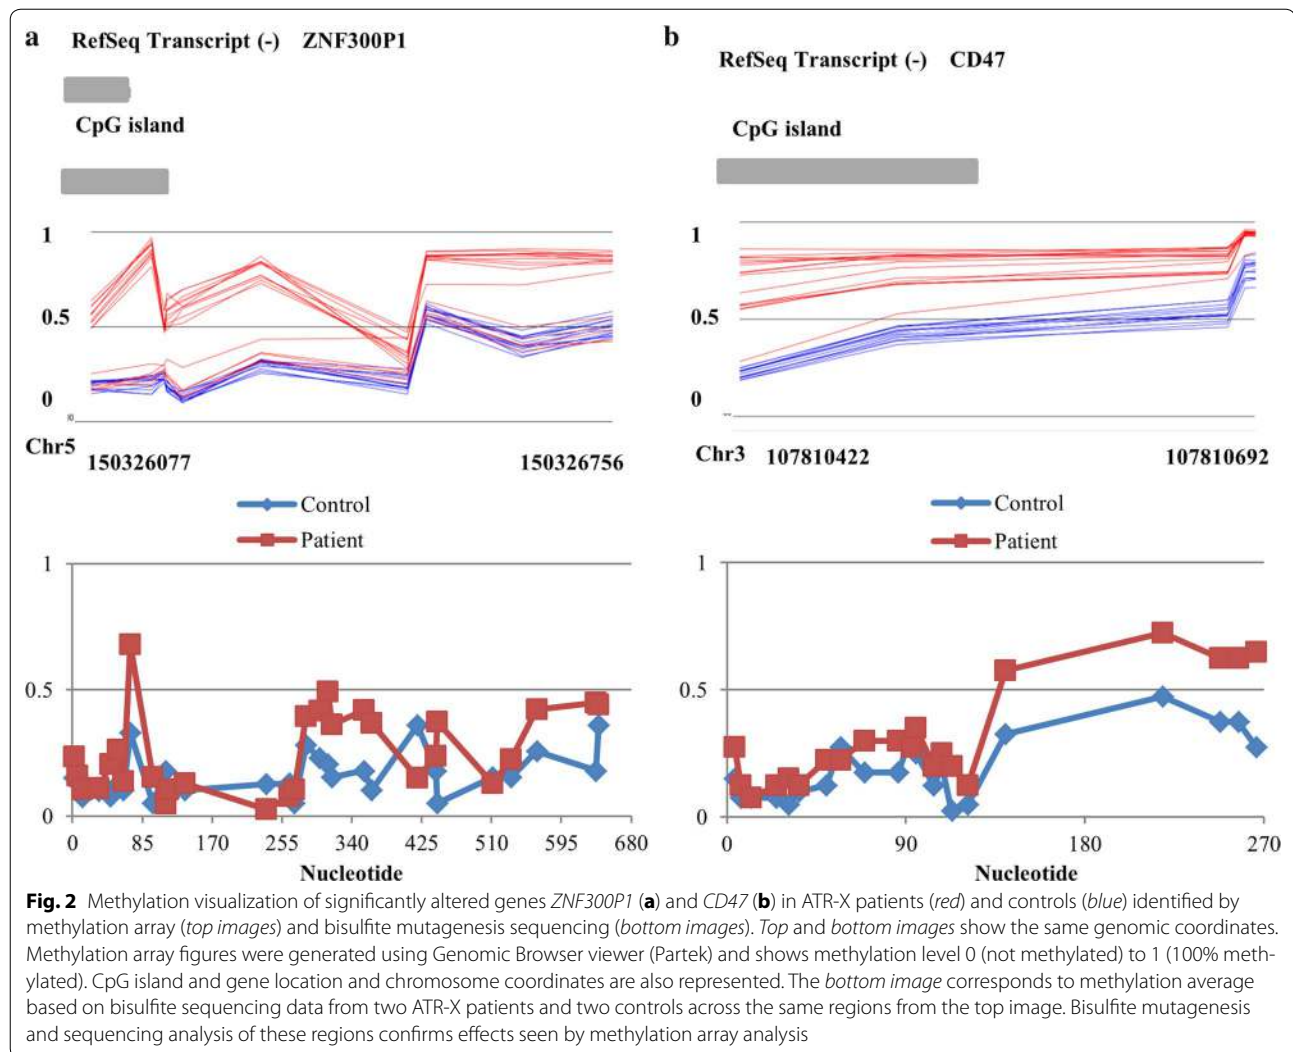 a RefSeq Transcript (-) ZNF300P1
CpG island
1
0.5
0
Chr5 150326077 150326756
Control
Patient
1
0.5
0
0 85 170 255 340 425 510 595 680
Nucleotide
b RefSeq Transcript (-) CD47
CpG island
1
0.5
0
Chr3 107810422 107810692
Control
Patient
1
0.5
0
0 90 180 270
Nucleotide
Fig. 2 Methylation visualization of significantly altered genes ZNF300P1 (a) and CD47 (b) in ATR-X patients (red) and controls (blue) identified by
methylation array (top images) and bisulfite mutagenesis sequencing (bottom images). Top and bottom images show the same genomic coordinates.
Methylation array figures were generated using Genomic Browser viewer (Partek) and shows methylation level 0 (not methylated) to 1 (100% meth-
ylated). CpG island and gene location and chromosome coordinates are also represented. The bottom image corresponds to methylation average
based on bisulfite sequencing data from two ATR-X patients and two controls across the same regions from the top image. Bisulfite mutagenesis
and sequencing analysis of these regions confirms effects seen by methylation array analysis